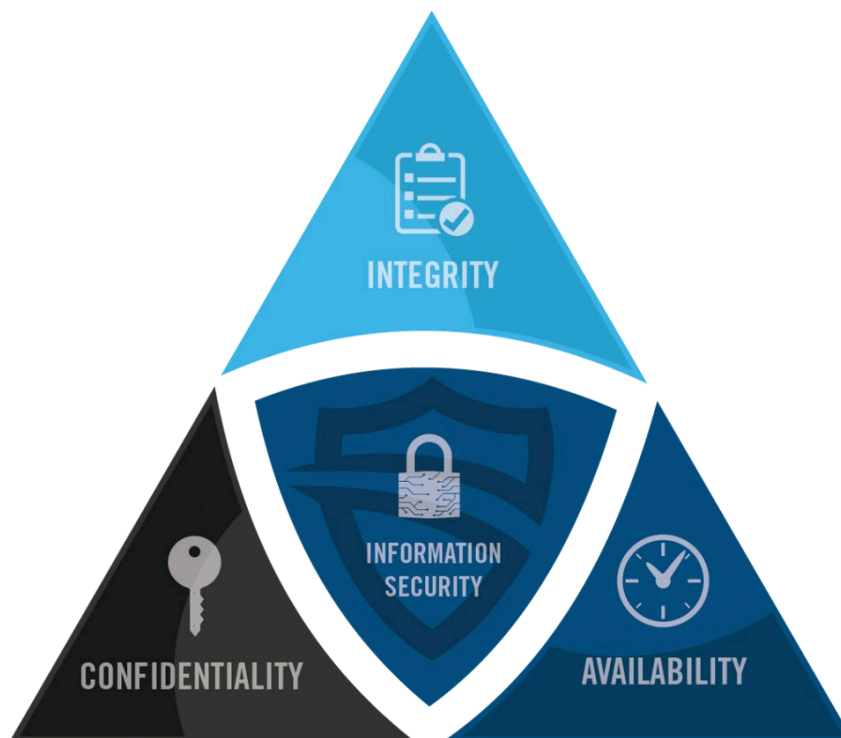 INTEGRITY
INFORMATION
SECURITY
CONFIDENTIALITY
AVAILABILITY